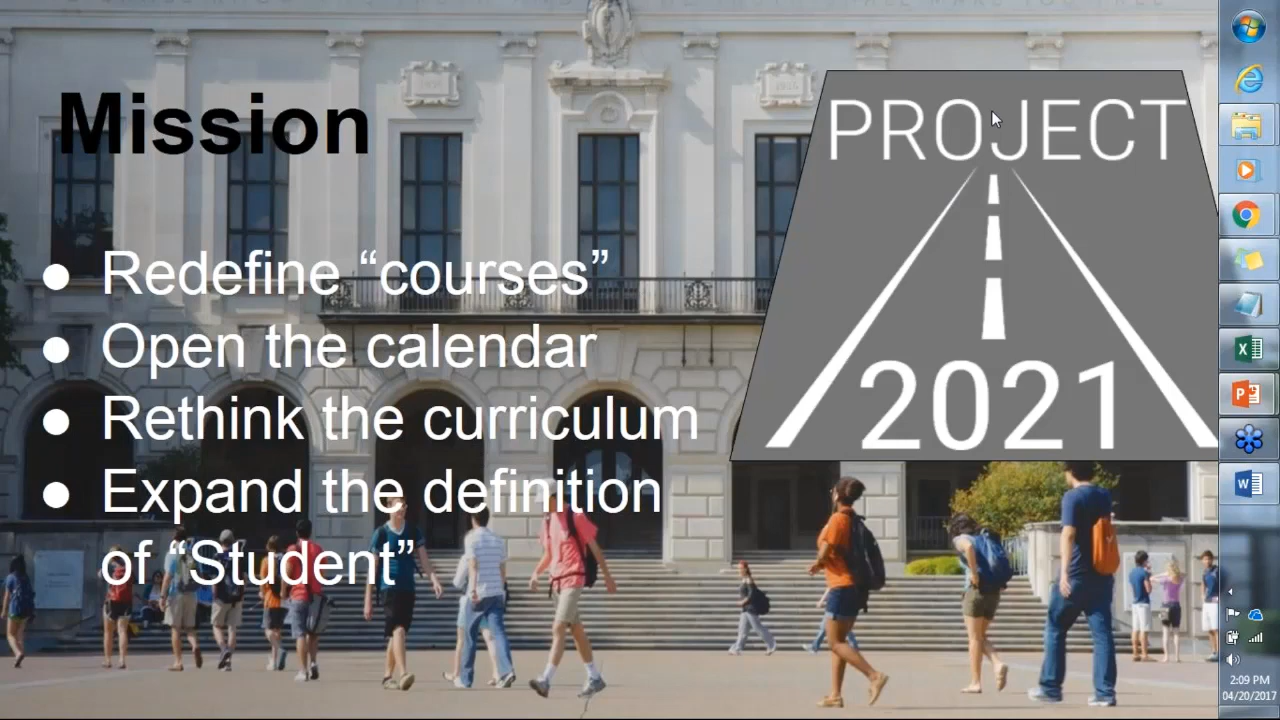 Mission
PROJECT
2021
● Redefine “courses”
● Open the calendar
● Rethink the curriculum
● Expand the definition
of “Student”
2:09 PM
04/20/2017